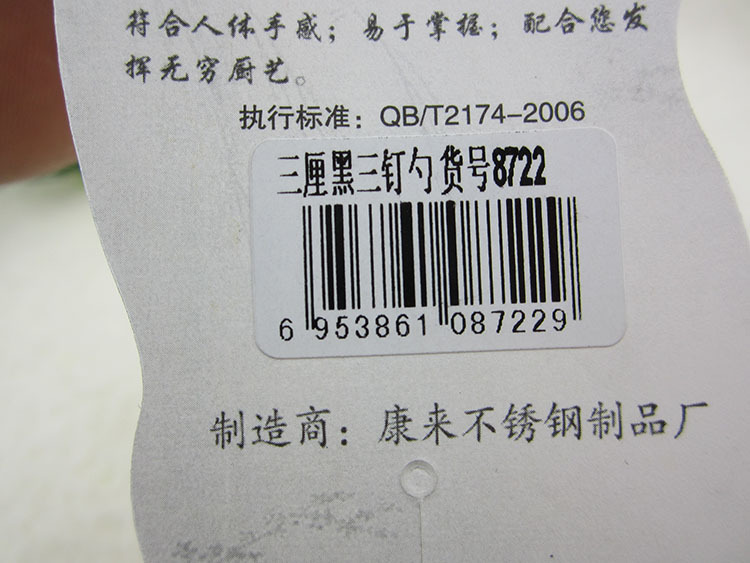 符合人体手感；易于掌握；配合您发
挥无穷厨艺。
执行标准：QB/T2174-2006
三厘黑三钉勺 货号8722
6 953861 087229
制造商：康来不锈钢制品厂